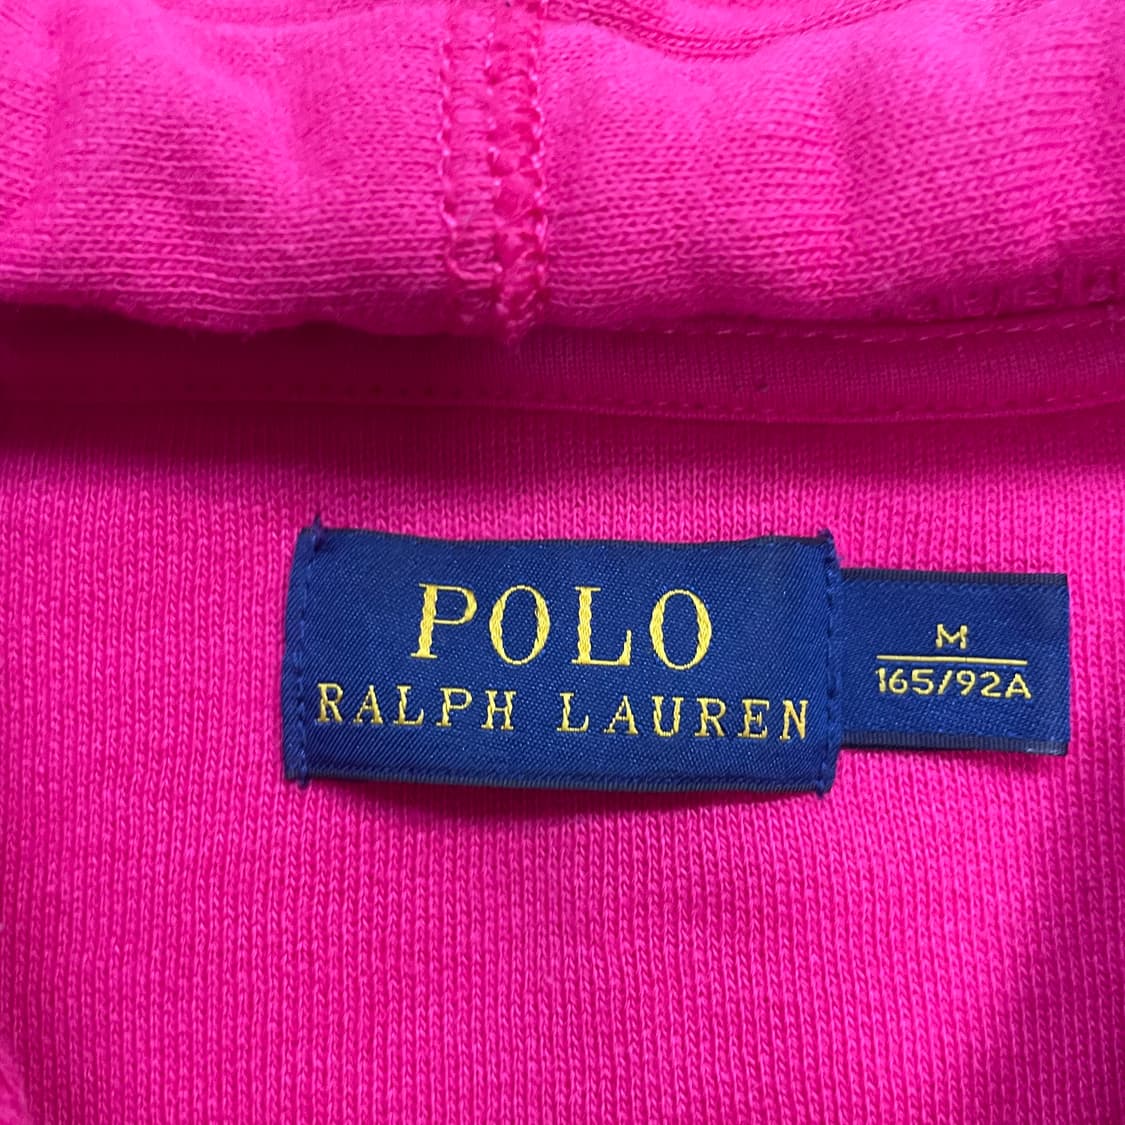 POLO
RALPH LAUREN
M
165/92A